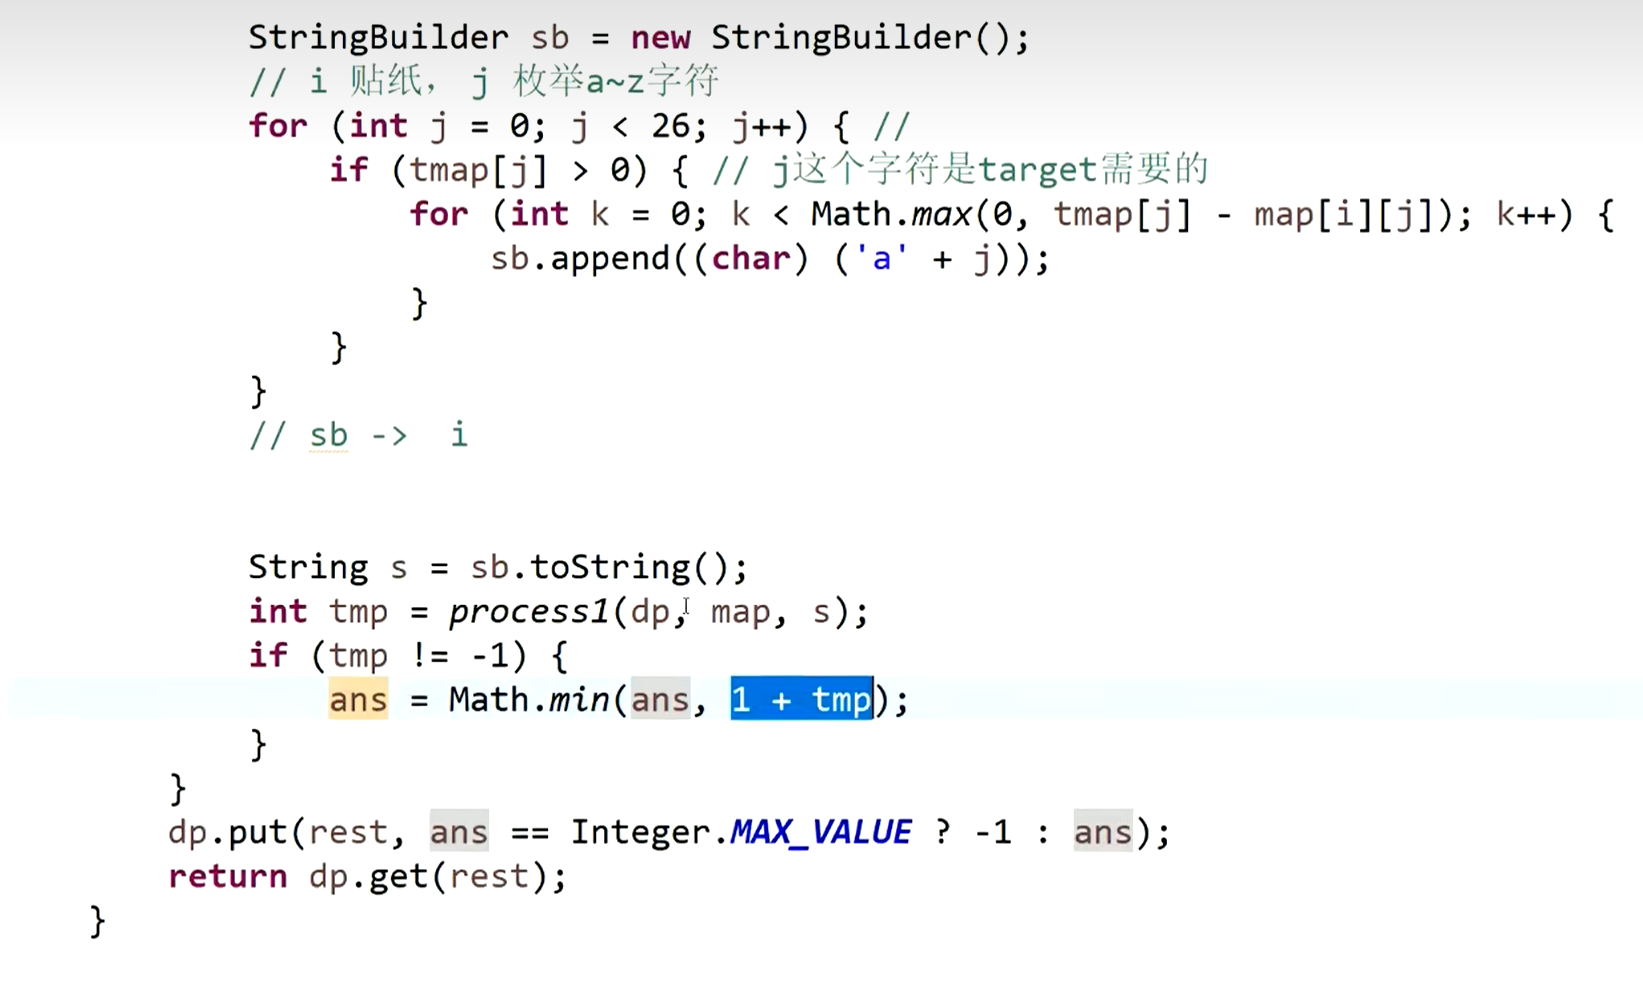 StringBuilder sb = new StringBuilder();
// i 贴纸， j 枚举a~z字符
for (int j = 0; j < 26; j++) { //
if (tmap[j] > 0) { // j这个字符是target需要的
for (int k = 0; k < Math.max(0, tmap[j] - map[i][j]); k++) {
sb.append((char) ('a' + j));
}
}
}
// sb -> i
String s = sb.toString();
int tmp = process1(dp, map, s);
if (tmp != -1) {
ans = Math.min(ans, 1 + tmp);
}
}
dp.put(rest, ans == Integer.MAX_VALUE ? -1 : ans);
return dp.get(rest);
}